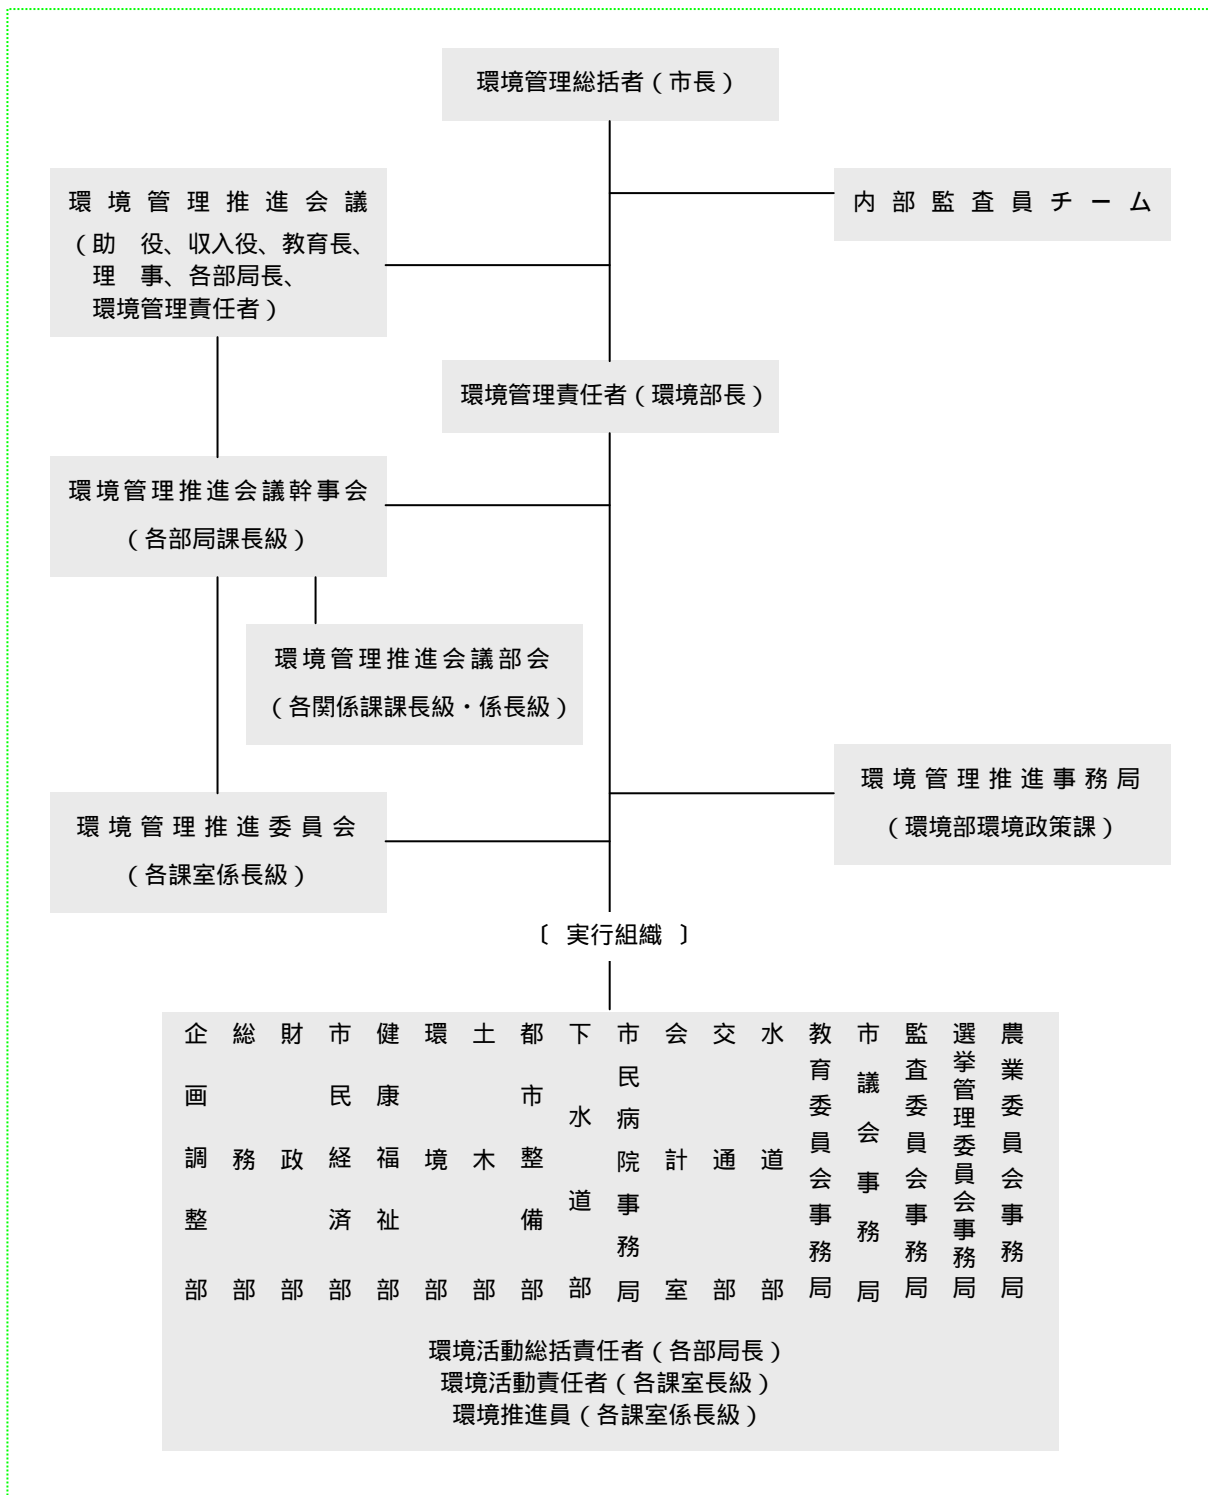 環境管理総括者（市長）
環境管理推進会議
（助　役、収入役、教育長、
理　事、各部局長、
環境管理責任者）
内部監査員チーム
環境管理責任者（環境部長）
環境管理推進会議幹事会
（各部局課長級）
環境管理推進会議部会
（各関係課課長級・係長級）
環境管理推進事務局
（環境部環境政策課）
環境管理推進委員会
（各課室係長級）
〔　実行組織　〕
企画調整部
総務部
財政部
市民経済部
健康福祉部
環境部
土木部
都市整備部
下水道部
市民病院事務局
会計室
交通部
水道部
教育委員会事務局
市議会事務局
監査委員会事務局
選挙管理委員会事務局
農業委員会事務局
環境活動総括責任者（各部局長）
環境活動責任者（各課室長級）
環境推進員（各課室係長級）